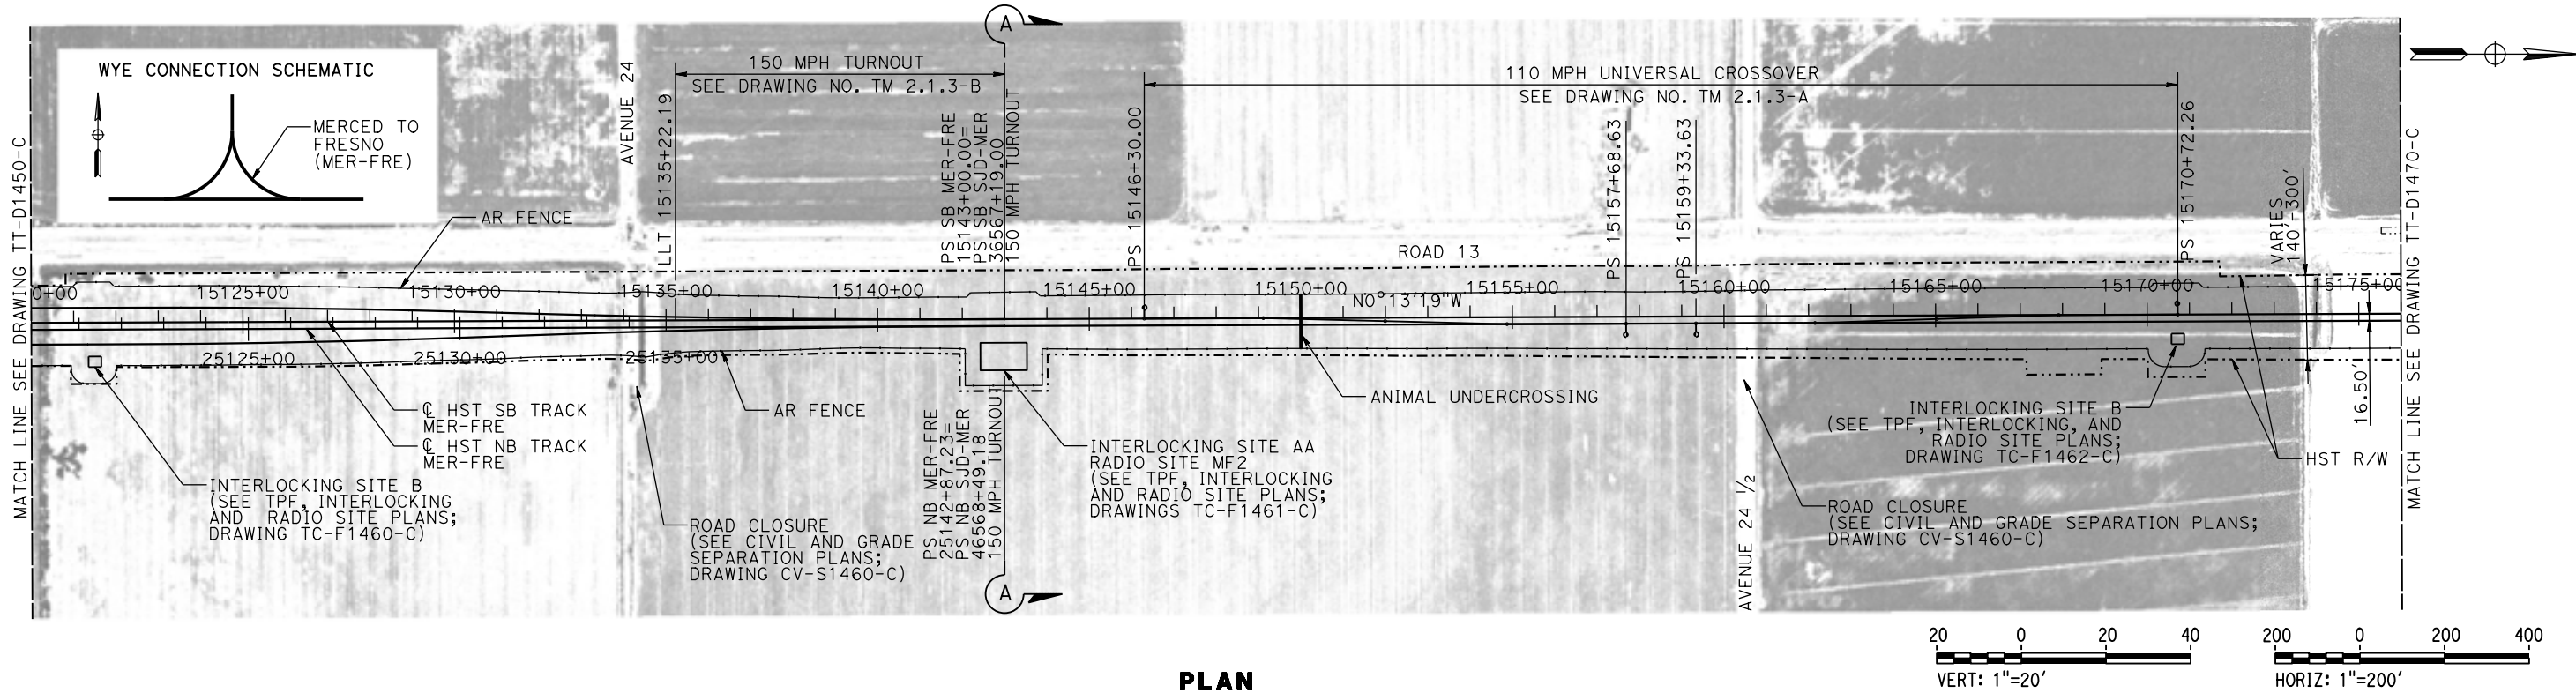 WYE CONNECTION SCHEMATIC
MERCED TO
FRESNO
(MER-FRE)
AR FENCE
MATCH LINE SEE DRAWING TT-D1450-C
AVENUE 24
LLT 15135+22.19
150 MPH TURNOUT
SEE DRAWING NO. TM 2.1.3-B
A
PS SB MER-FRE
15143+00.00=
PS SB SJD-MER
36567+19.00
150 MPH TURNOUT
PS 15146+30.00
110 MPH UNIVERSAL CROSSOVER
SEE DRAWING NO. TM 2.1.3-A
PS 15157+68.63
PS 15159+33.63
PS 15170+72.26
VARIES
140'-300'
MATCH LINE SEE DRAWING TT-D1470-C
ROAD 13
0+00
15125+00
15130+00
15135+00
15140+00
15145+00
15150+00
N0°13'19"W
15155+00
15160+00
15165+00
15170+00
15175+00
25125+00
25130+00
25135+00
℄ HST SB TRACK
MER-FRE
℄ HST NB TRACK
MER-FRE
AR FENCE
INTERLOCKING SITE B
(SEE TPF, INTERLOCKING
AND RADIO SITE PLANS;
DRAWING TC-F1460-C)
ROAD CLOSURE
(SEE CIVIL AND GRADE
SEPARATION PLANS;
DRAWING CV-S1460-C)
PS NB MER-FRE
25142+87.23=
PS NB SJD-MER
46568+49.18
150 MPH TURNOUT
A
INTERLOCKING SITE AA
RADIO SITE MF2
(SEE TPF, INTERLOCKING
AND RADIO SITE PLANS;
DRAWINGS TC-F1461-C)
ANIMAL UNDERCROSSING
AVENUE 24 1/2
INTERLOCKING SITE B
(SEE TPF, INTERLOCKING, AND
RADIO SITE PLANS;
DRAWING TC-F1462-C)
ROAD CLOSURE
(SEE CIVIL AND GRADE SEPARATION PLANS;
DRAWING CV-S1460-C)
HST R/W
16.50'
PLAN
20 0 20 40
VERT: 1"=20'
200 0 200 400
HORIZ: 1"=200'